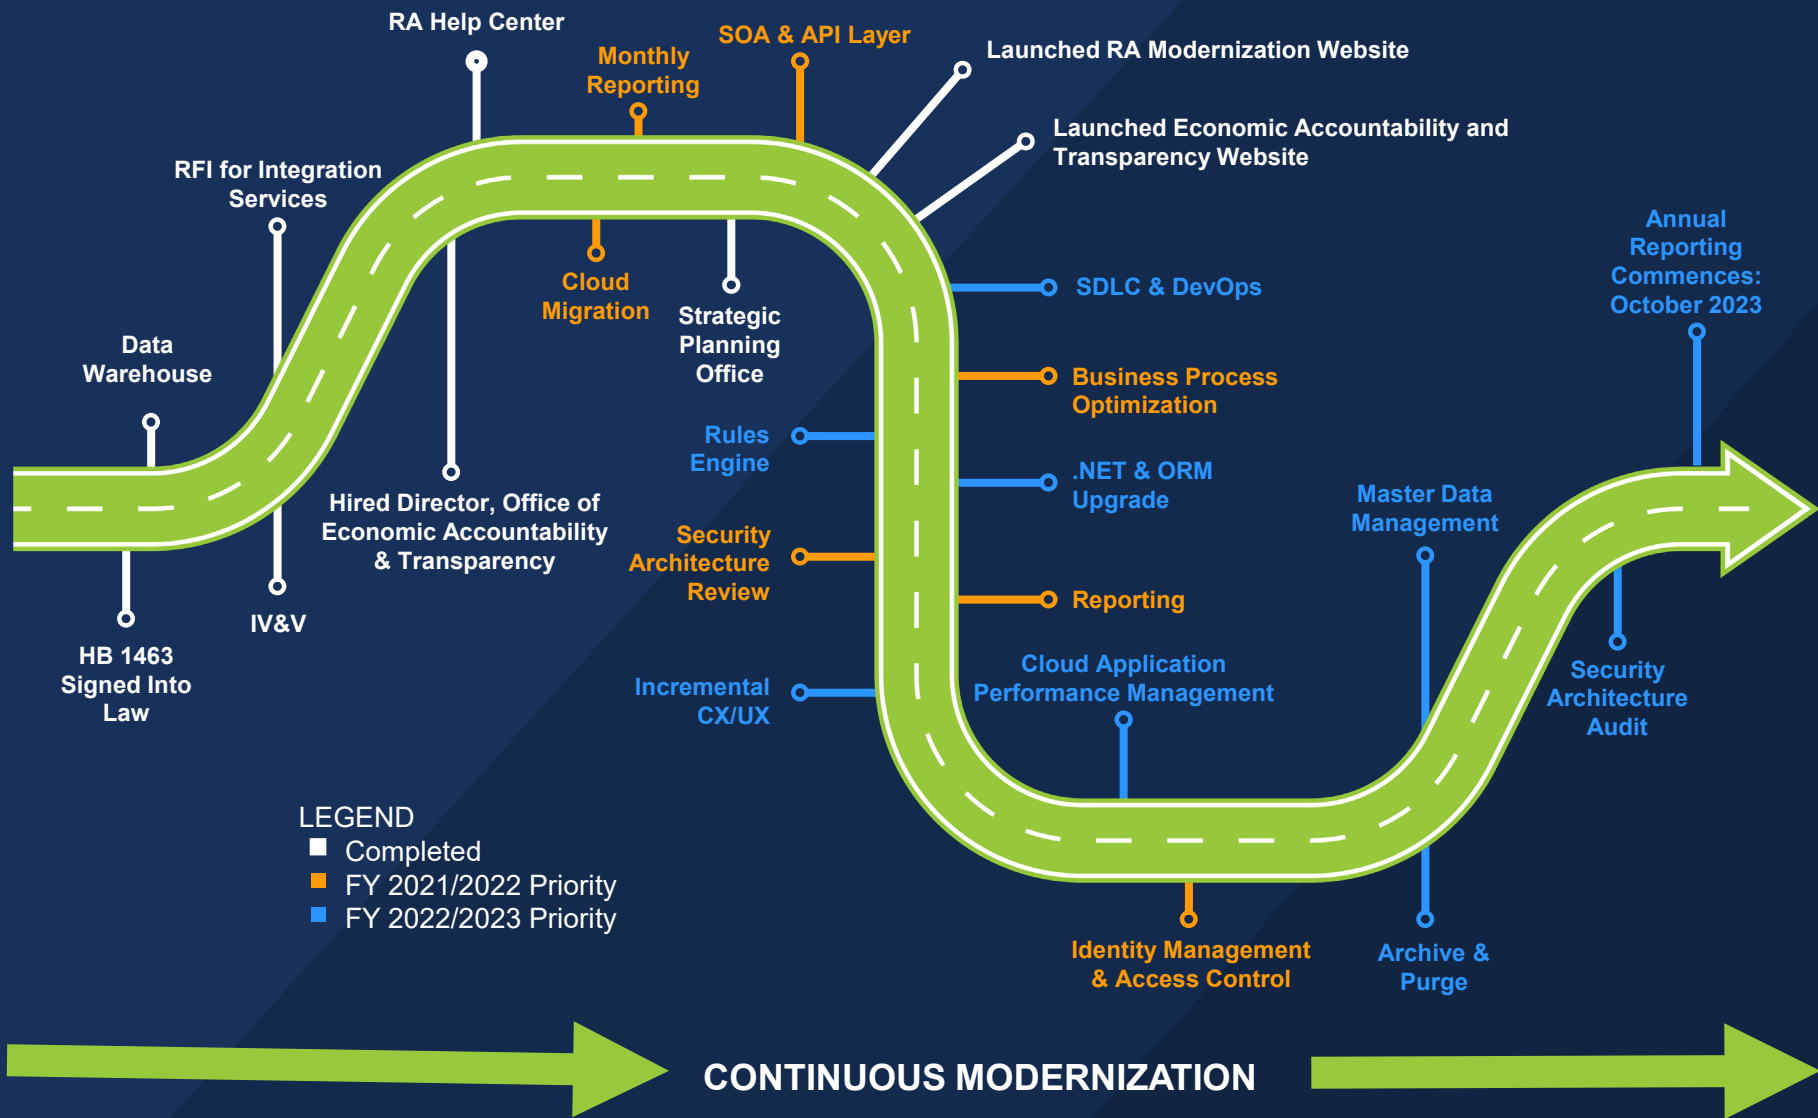 RA Help Center
Monthly
Reporting
SOA & API Layer
Launched RA Modernization Website
Launched Economic Accountability and
Transparency Website
RFI for Integration
Services
Data
Warehouse
HB 1463
Signed Into
Law
IV&V
Hired Director, Office of
Economic Accountability
& Transparency
Cloud
Migration
Strategic
Planning
Office
SDLC & DevOps
Business Process
Optimization
Rules
Engine
.NET & ORM
Upgrade
Security
Architecture
Review
Reporting
Incremental
CX/UX
Cloud Application
Performance Management
Identity Management
& Access Control
Master Data
Management
Archive &
Purge
Security
Architecture
Audit
Annual
Reporting
Commences:
October 2023
LEGEND
Completed
FY 2021/2022 Priority
FY 2022/2023 Priority
CONTINUOUS MODERNIZATION